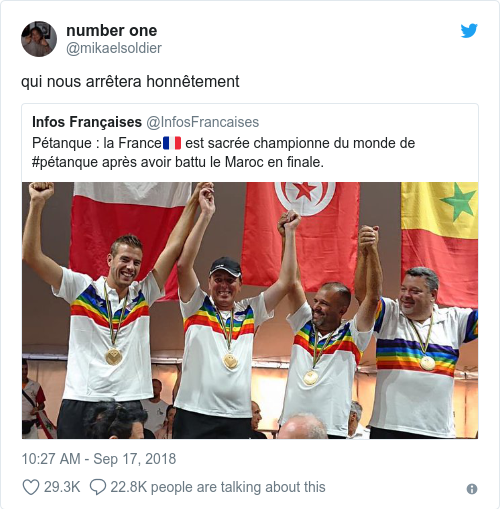 number one
@mikaelsoldier
qui nous arrêtera honnêtement
Infos Françaises @InfosFrancaises
Pétanque : la France🇫🇷 est sacrée championne du monde de
#pétanque après avoir battu le Maroc en finale.
10:27 AM - Sep 17, 2018
29.3K 22.8K people are talking about this